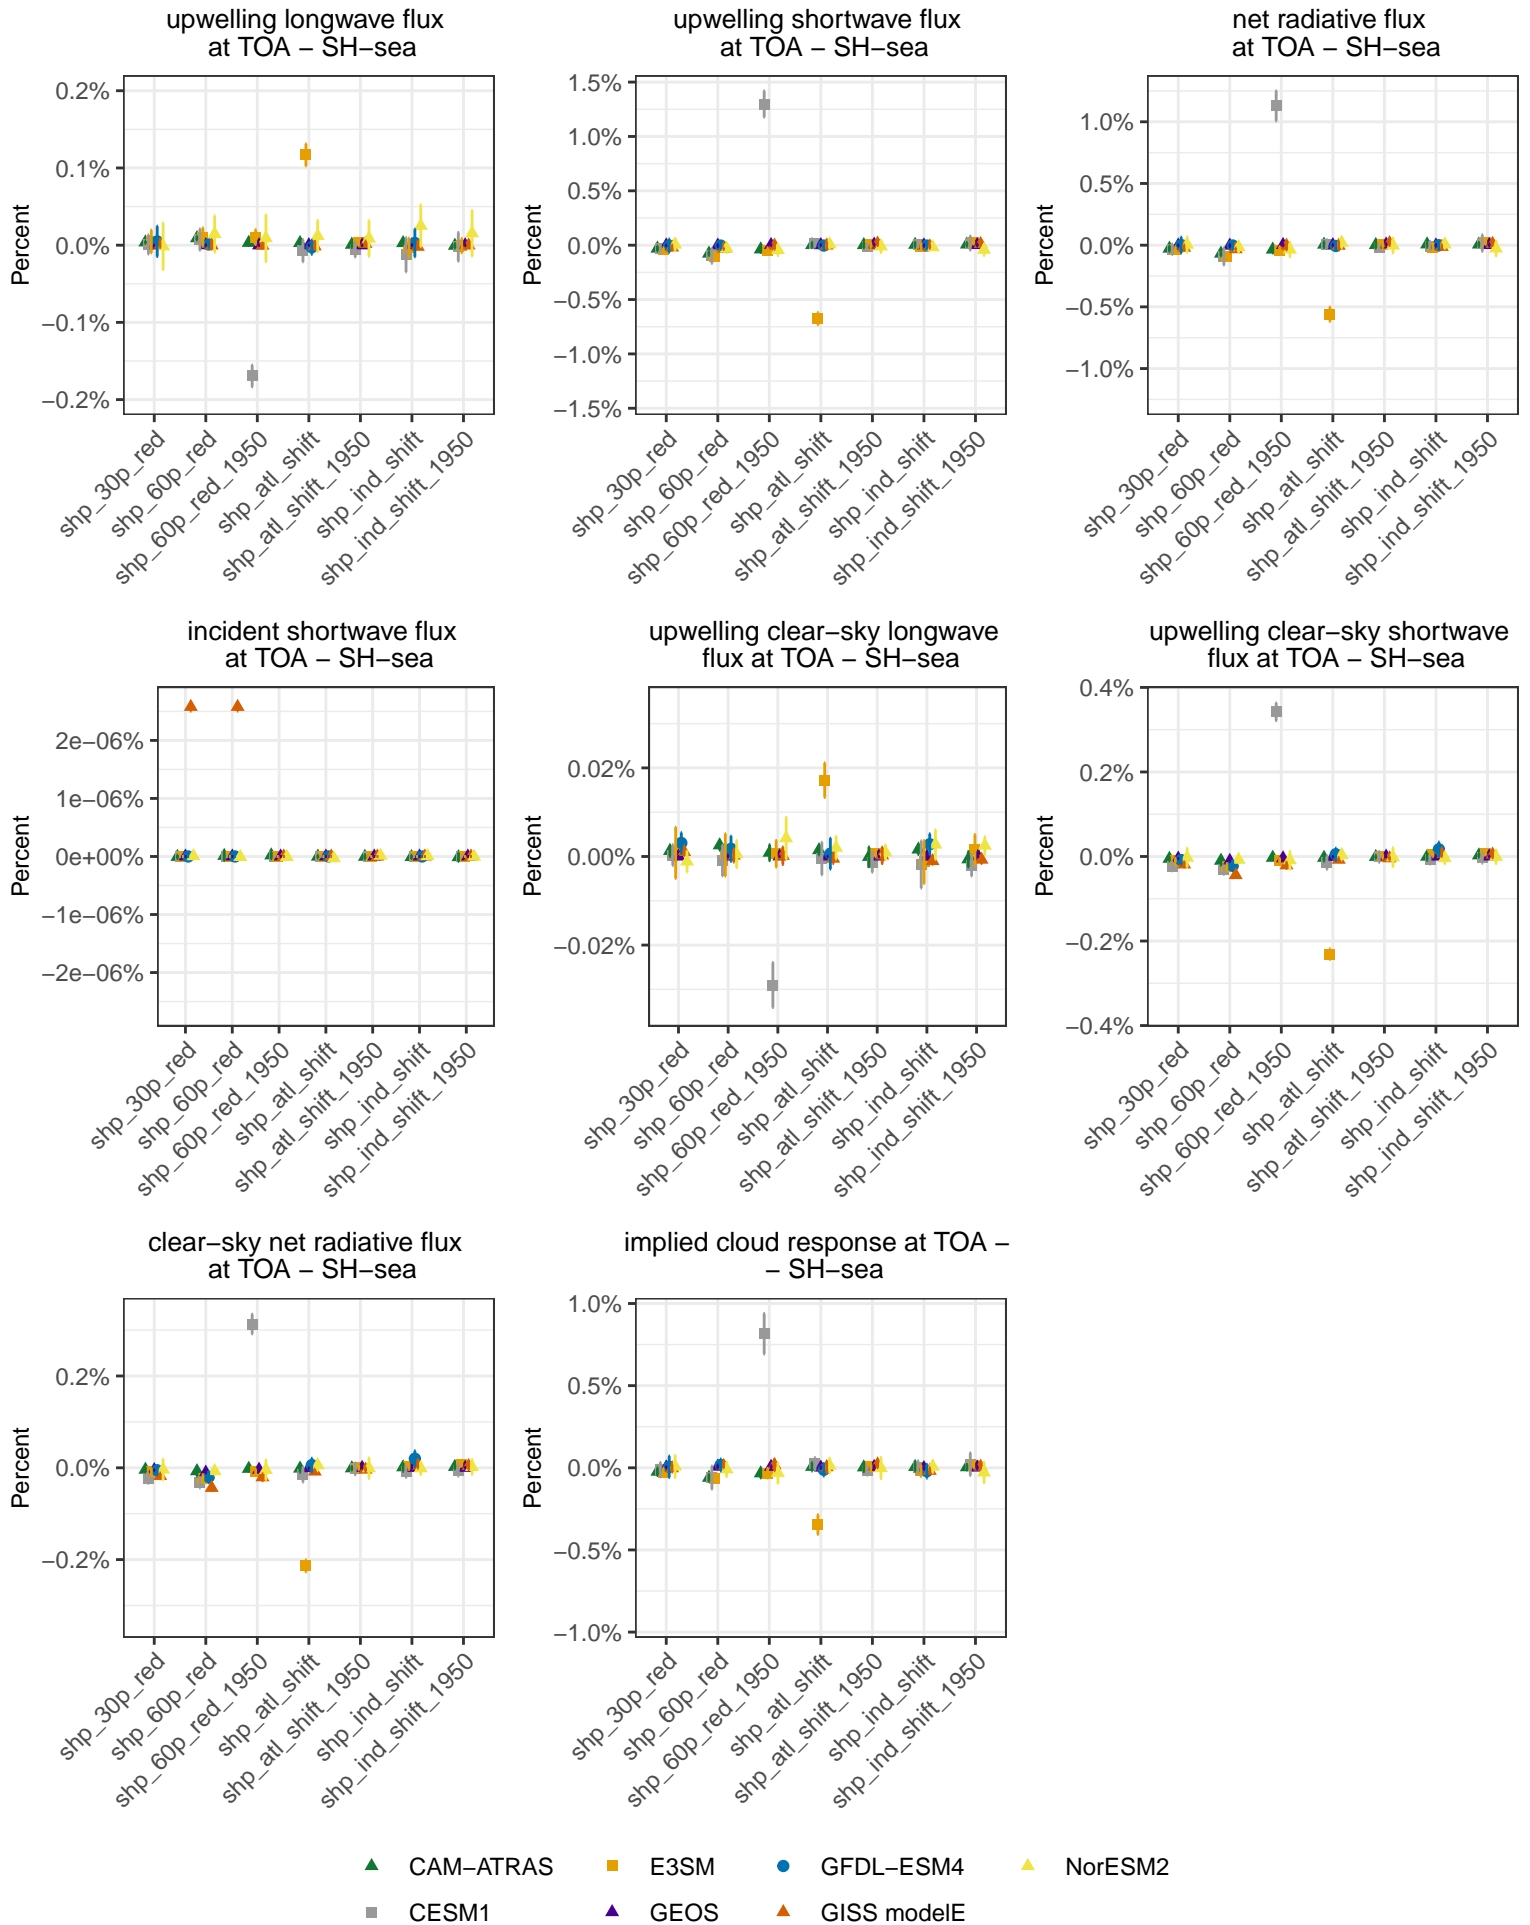 upwelling longwave flux
at TOA − SH−sea
Percent
0.2%
0.1%
0.0%
−0.1%
−0.2%
shp_30p_red
shp_60p_red
shp_60p_red_1950
shp_atl_shift
shp_atl_shift_1950
shp_ind_shift
shp_ind_shift_1950
upwelling shortwave flux
at TOA − SH−sea
Percent
1.5%
1.0%
0.5%
0.0%
−0.5%
−1.0%
−1.5%
shp_30p_red
shp_60p_red
shp_60p_red_1950
shp_atl_shift
shp_atl_shift_1950
shp_ind_shift
shp_ind_shift_1950
net radiative flux
at TOA − SH−sea
Percent
1.0%
0.5%
0.0%
−0.5%
−1.0%
shp_30p_red
shp_60p_red
shp_60p_red_1950
shp_atl_shift
shp_atl_shift_1950
shp_ind_shift
shp_ind_shift_1950
incident shortwave flux
at TOA − SH−sea
Percent
2e−06%
1e−06%
0e+00%
−1e−06%
−2e−06%
shp_30p_red
shp_60p_red
shp_60p_red_1950
shp_atl_shift
shp_atl_shift_1950
shp_ind_shift
shp_ind_shift_1950
upwelling clear−sky longwave
flux at TOA − SH−sea
Percent
0.02%
0.00%
−0.02%
shp_30p_red
shp_60p_red
shp_60p_red_1950
shp_atl_shift
shp_atl_shift_1950
shp_ind_shift
shp_ind_shift_1950
upwelling clear−sky shortwave
flux at TOA − SH−sea
Percent
0.4%
0.2%
0.0%
−0.2%
−0.4%
shp_30p_red
shp_60p_red
shp_60p_red_1950
shp_atl_shift
shp_atl_shift_1950
shp_ind_shift
shp_ind_shift_1950
clear−sky net radiative flux
at TOA − SH−sea
Percent
0.2%
0.0%
−0.2%
shp_30p_red
shp_60p_red
shp_60p_red_1950
shp_atl_shift
shp_atl_shift_1950
shp_ind_shift
shp_ind_shift_1950
implied cloud response at TOA −
− SH−sea
Percent
1.0%
0.5%
0.0%
−0.5%
−1.0%
shp_30p_red
shp_60p_red
shp_60p_red_1950
shp_atl_shift
shp_atl_shift_1950
shp_ind_shift
shp_ind_shift_1950
CAM−ATRAS E3SM GFDL−ESM4 NorESM2
CESM1 GEOS GISS modelE